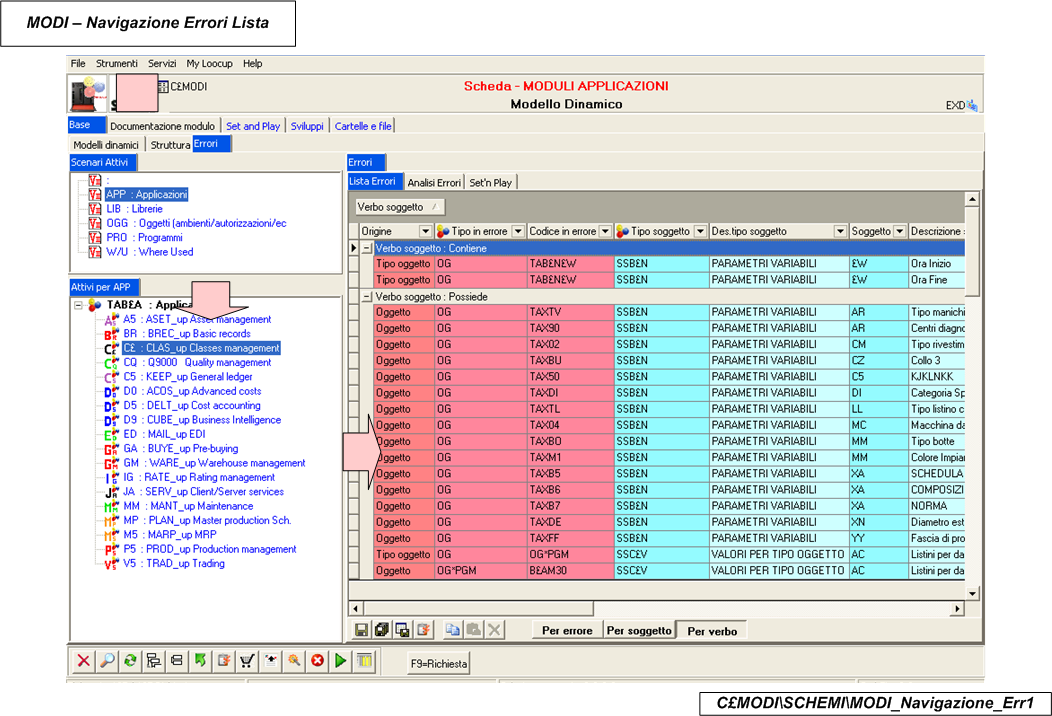 MODI – Navigazione Errori Lista
File Strumenti Servizi My Loocup Help
C£MODI
Scheda - MODULI APPLICAZIONI
Modello Dinamico
EXD
Base Documentazione modulo Set and Play Sviluppi Cartelle e file
Modelli dinamici Struttura Errori
Scenari Attivi
:
APP : Applicazioni
LIB : Librerie
OGG : Oggetti (ambienti/autorizzazioni/ec
PRO : Programmi
W/U : Where Used
Attivi per APP
TAB£A : Applica
A5 : ASET_up Asset management
BR : BREC_up Basic records
C£ : CLAS_up Classes management
CQ : Q9000 Quality management
C5 : KEEP_up General ledger
D0 : ACOS_up Advanced costs
D5 : DELT_up Cost accounting
D9 : CUBE_up Business Intelligence
ED : MAIL_up EDI
GA : BUYE_up Pre-buying
GM : WARE_up Warehouse management
IG : RATE_up Rating management
JA : SERV_up Client/Server services
MM : MANT_up Maintenance
MP : PLAN_up Master production Sch.
M5 : MARP_up MRP
P5 : PROD_up Production management
V5 : TRAD_up Trading
Errori
Lista Errori Analisi Errori Set'n Play
Verbo soggetto
Origine Tipo in errore Codice in errore Tipo soggetto Des.tipo soggetto Soggetto Descrizione s
Verbo soggetto : Contiene
Tipo oggetto OG TAB£N£W SSB£N PARAMETRI VARIABILI £W Ora Inizio
Tipo oggetto OG TAB£N£W SSB£N PARAMETRI VARIABILI £W Ora Fine
Verbo soggetto : Possiede
Oggetto OG TAXTV SSB£N PARAMETRI VARIABILI AR Tipo manichi
Oggetto OG TAX90 SSB£N PARAMETRI VARIABILI AR Centri diagno
Oggetto OG TAX02 SSB£N PARAMETRI VARIABILI CM Tipo rivestim
Oggetto OG TAXBU SSB£N PARAMETRI VARIABILI CZ Collo 3
Oggetto OG TAX50 SSB£N PARAMETRI VARIABILI C5 KJKLNKK
Oggetto OG TAXDI SSB£N PARAMETRI VARIABILI DI Categoria Sp
Oggetto OG TAXTL SSB£N PARAMETRI VARIABILI LL Tipo listino c
Oggetto OG TAX04 SSB£N PARAMETRI VARIABILI MC Macchina da
Oggetto OG TAXBO SSB£N PARAMETRI VARIABILI MM Tipo botte
Oggetto OG TAXM1 SSB£N PARAMETRI VARIABILI MM Colore Impian
Oggetto OG TAXB5 SSB£N PARAMETRI VARIABILI XA SCHEDULA
Oggetto OG TAXB6 SSB£N PARAMETRI VARIABILI XA COMPOSIZI
Oggetto OG TAXB7 SSB£N PARAMETRI VARIABILI XA NORMA
Oggetto OG TAXDE SSB£N PARAMETRI VARIABILI XN Diametro est
Oggetto OG TAXFF SSB£N PARAMETRI VARIABILI YY Fascia di pro
Tipo oggetto OG OG*PGM SSC£V VALORI PER TIPO OGGETTO AC Listini per da
Oggetto OG*PGM B£AM30 SSC£V VALORI PER TIPO OGGETTO AC Listini per da
Per errore Per soggetto Per verbo
F9=Richiesta
C£MODI\SCHEMI\MODI_Navigazione_Err1